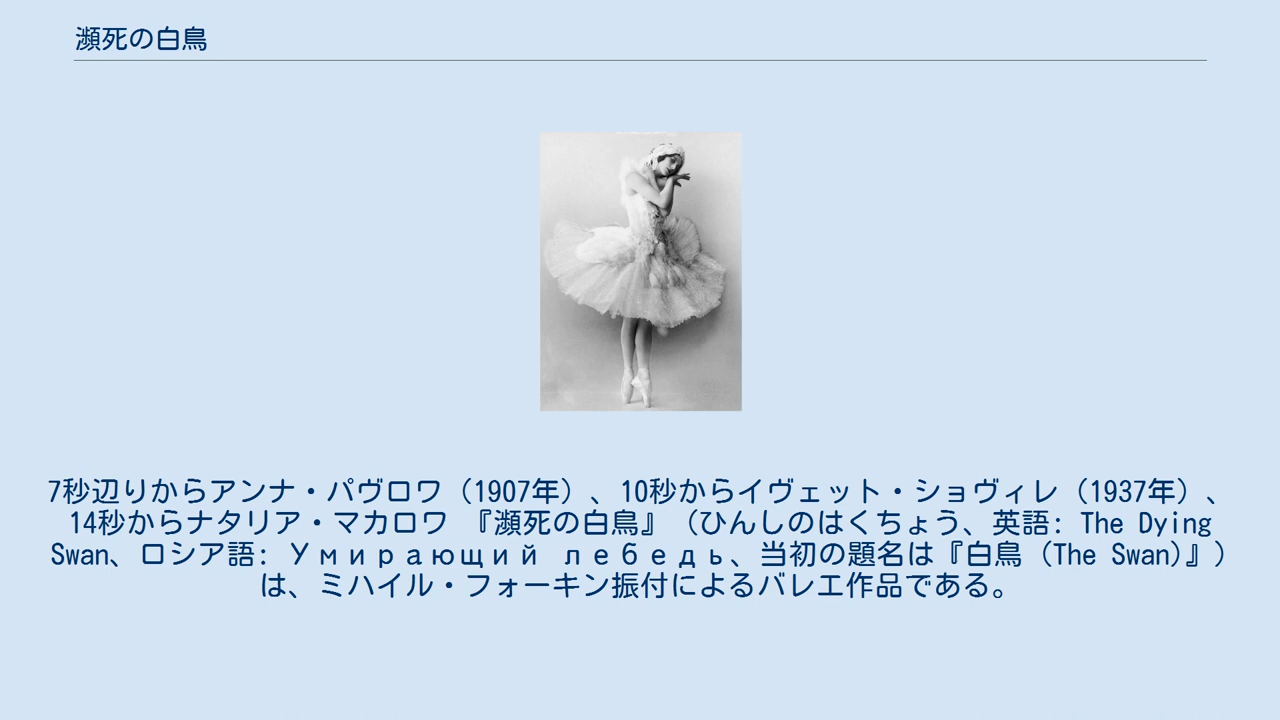 瀕死の白鳥
7秒辺りからアンナ・パヴロワ（1907年）、10秒からイヴェット・ショヴィレ（1937年）、
14秒からナタリア・マカロワ 『瀕死の白鳥』（ひんしのはくちょう、英語: The Dying
Swan、ロシア語: Умирающий лебедь、当初の題名は『白鳥 (The Swan)』）
は、ミハイル・フォーキン振付によるバレエ作品である。